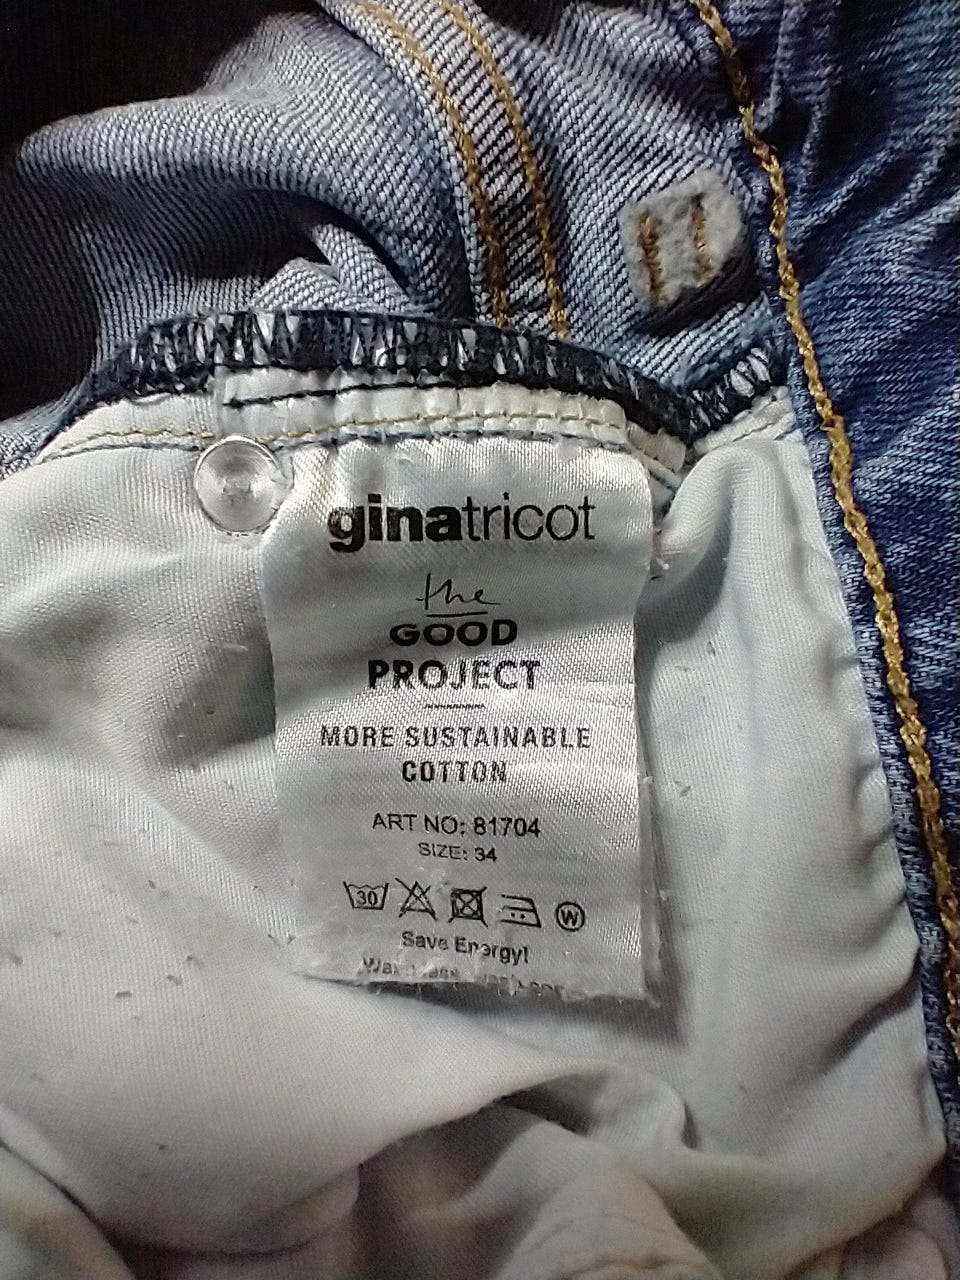 ginatricot
the
GOOD
PROJECT
MORE SUSTAINABLE
COTTON
ART NO: 81704
SIZE: 34
30 W
Save Energy!